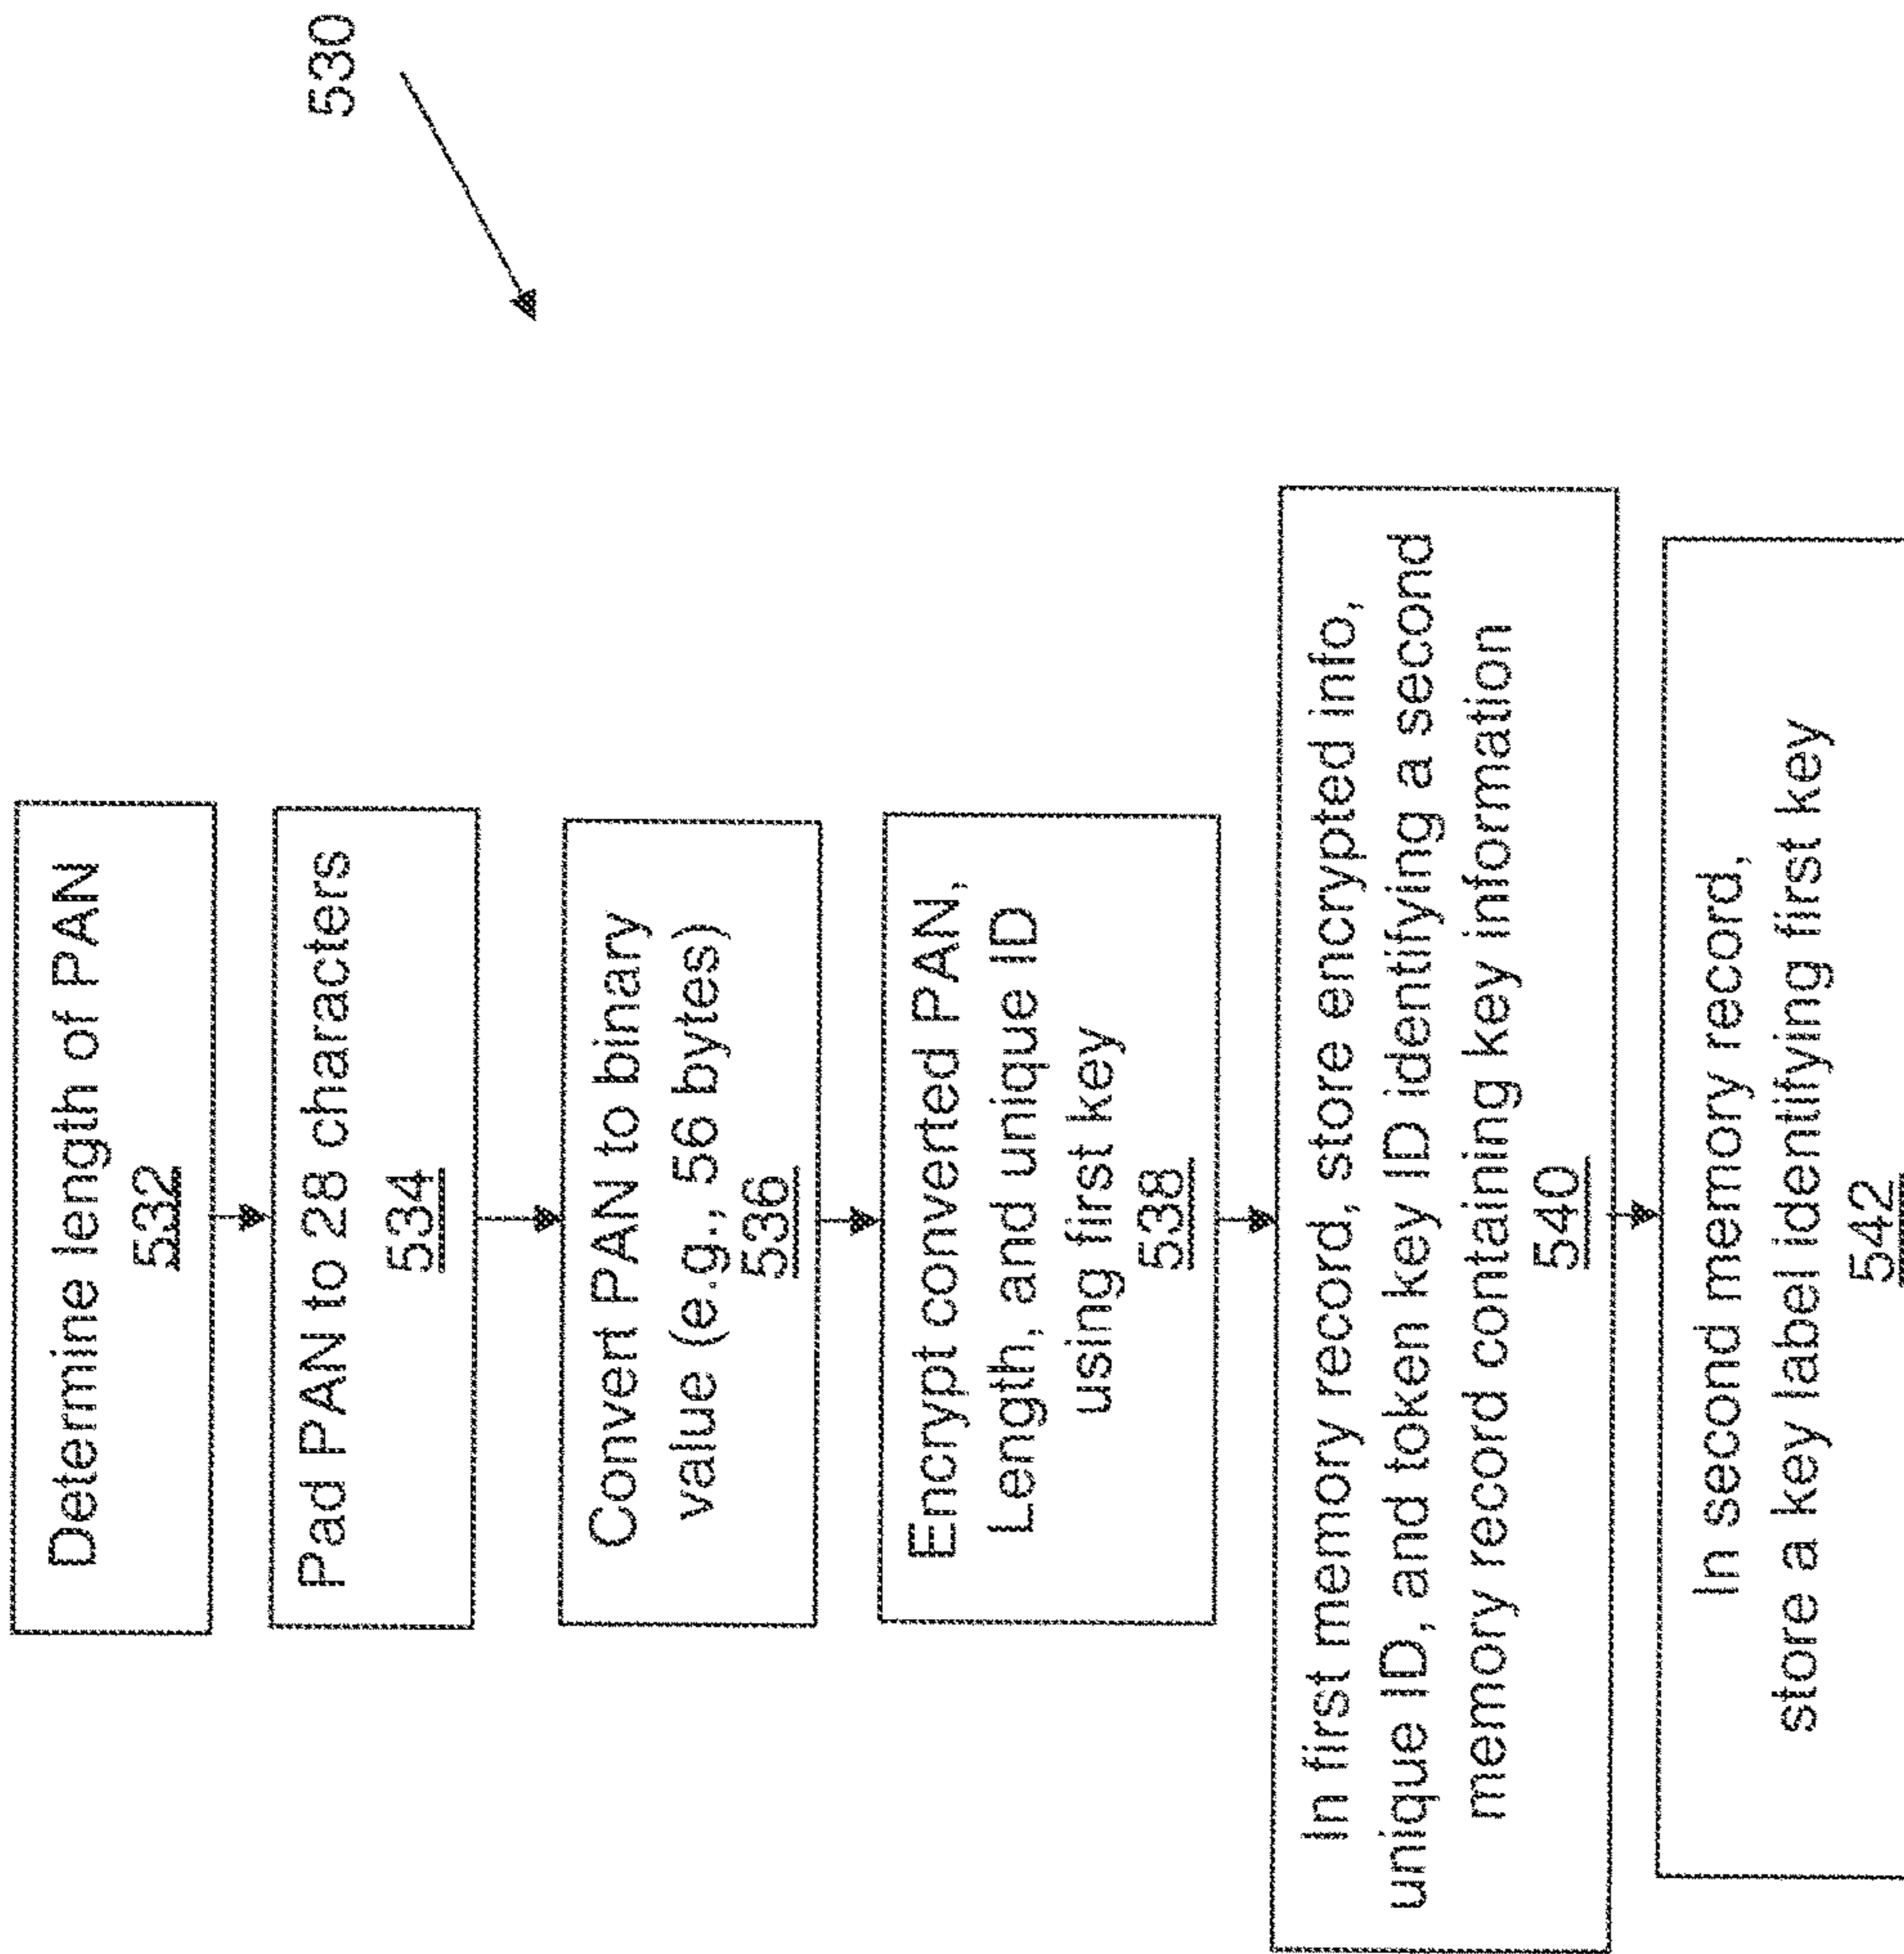 530
Determine length of PAN
532
Pad PAN to 28 characters
534
Convert PAN to binary
value (e.g., 56 bytes)
536
Encrypt converted PAN,
Length, and unique ID
using first key
538
In first memory record, store encrypted info,
unique ID, and token key ID identifying a second
memory record containing key information
540
In second memory record,
store a key label identifying first key
542